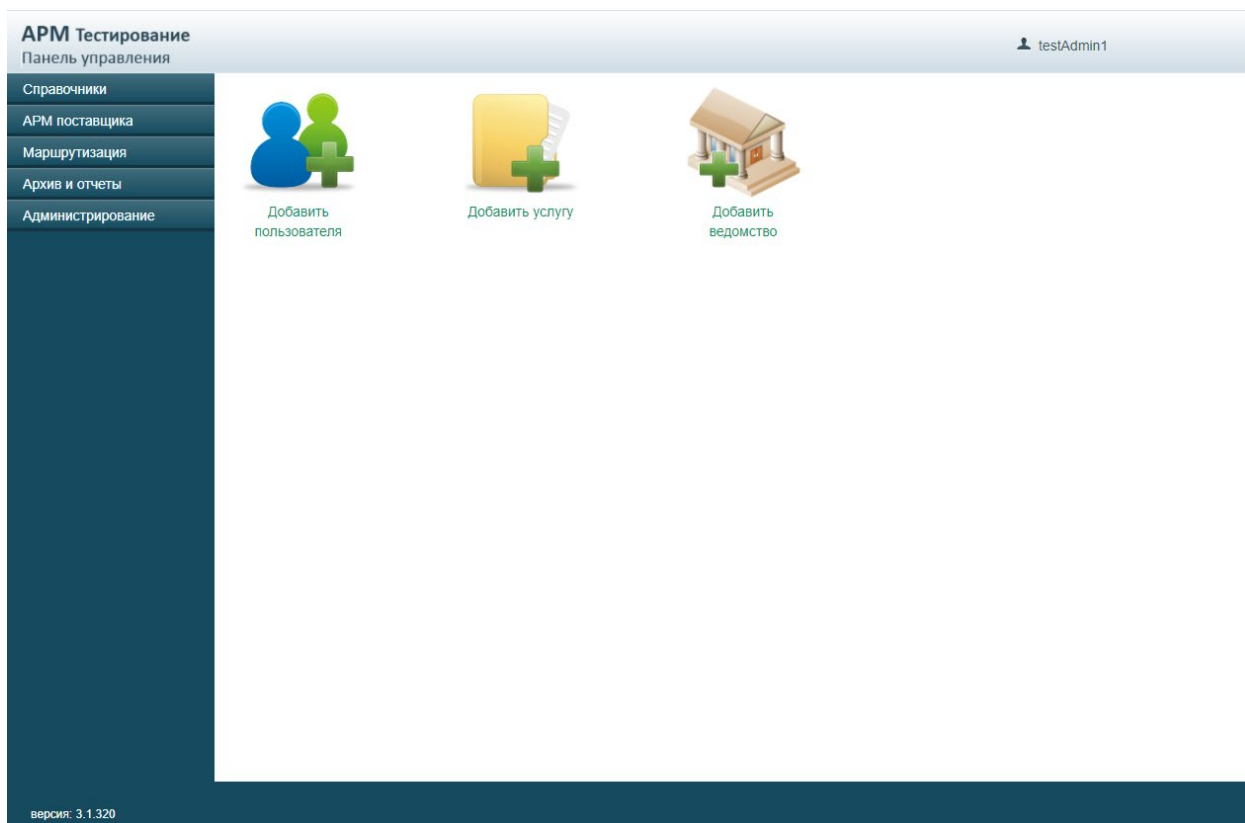 АРМ Тестирование
Панель управления
testAdmin1
Справочники
АРМ поставщика
Маршрутизация
Архив и отчеты
Администрирование
Добавить
пользователя
Добавить услугу
Добавить
ведомство
версия: 3.1.320